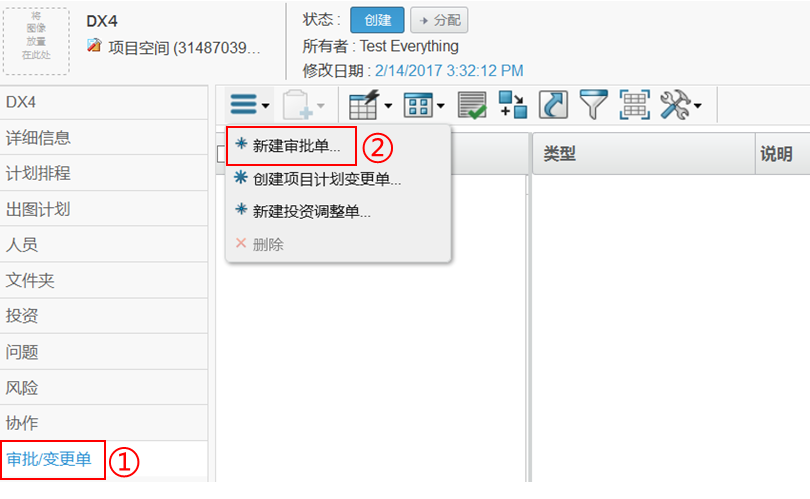 将
图像
放置
在此处
DX4
项目空间 (31487039...
状态 : 创建 分配
所有者 : Test Everything
修改日期 : 2/14/2017 3:32:12 PM
DX4
详细信息
计划排程
出图计划
人员
文件夹
投资
问题
风险
协作
审批/变更单 ①
新建审批单... ②
创建项目计划变更单...
新建投资调整单...
删除
类型 说明